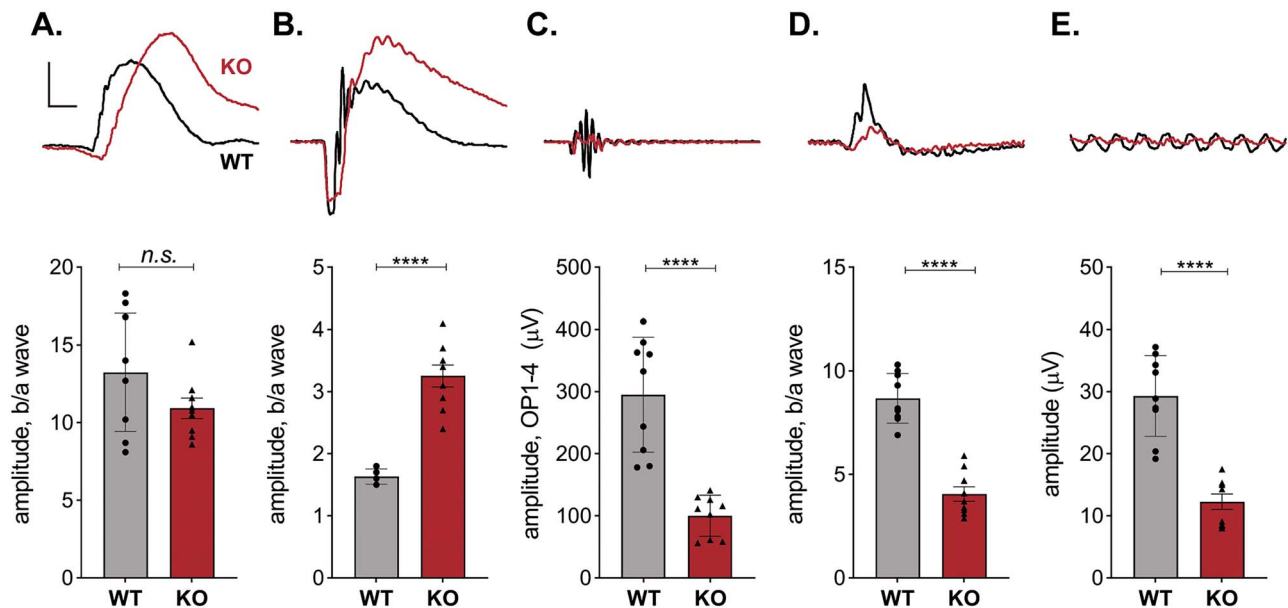 A.
B.
C.
D.
E.
KO
WT
n.s.
****
****
****
****
amplitude, b/a wave
20
15
10
5
0
WT KO
amplitude, b/a wave
5
4
3
2
1
0
WT KO
amplitude, OP1-4 (μV)
500
400
300
200
100
0
WT KO
amplitude, b/a wave
15
10
5
0
WT KO
amplitude (μV)
50
40
30
20
10
0
WT KO